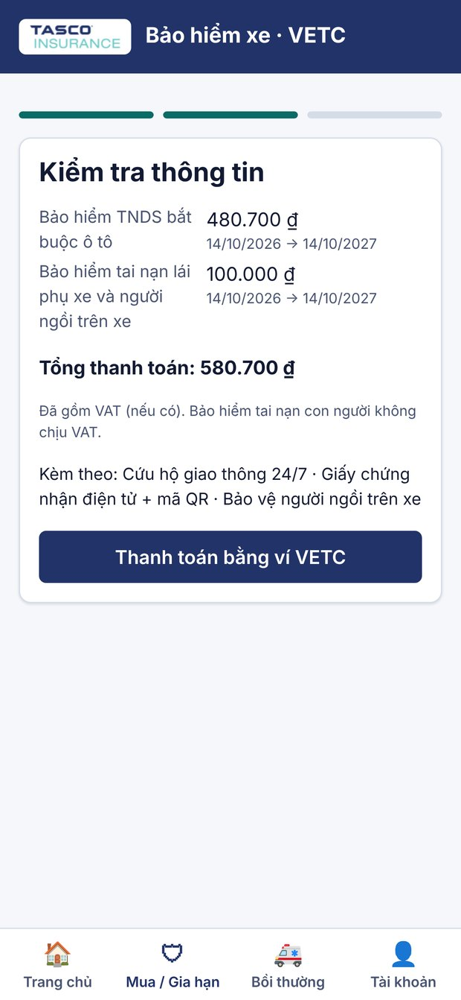 TASCO
INSURANCE
Bảo hiểm xe · VETC
Kiểm tra thông tin
Bảo hiểm TNDS bắt buộc ô tô
480.700 ₫
14/10/2026 → 14/10/2027
Bảo hiểm tai nạn lái phụ xe và người ngồi trên xe
100.000 ₫
14/10/2026 → 14/10/2027
Tổng thanh toán: 580.700 ₫
Đã gồm VAT (nếu có). Bảo hiểm tai nạn con người không
chịu VAT.
Kèm theo: Cứu hộ giao thông 24/7 · Giấy chứng
nhận điện tử + mã QR · Bảo vệ người ngồi trên xe
Thanh toán bằng ví VETC
Trang chủ
Mua / Gia hạn
Bồi thường
Tài khoản